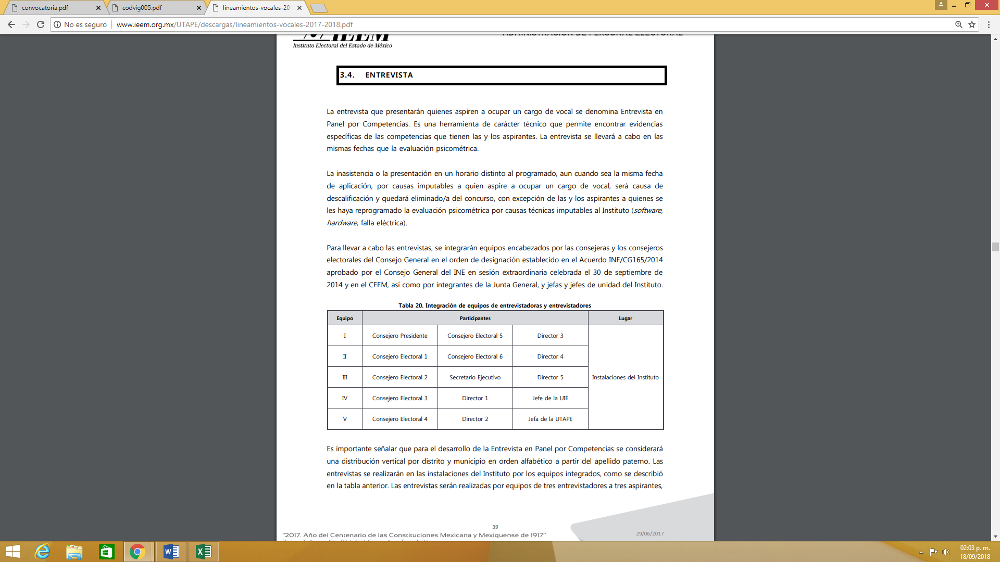 convocatoria.pdf
codvig005.pdf
lineamientos-vocales-201
No es seguro
www.ieem.org.mx/UTAPE/descargas/lineamientos-vocales-2017-2018.pdf
IEEM
ADMINISTRACIÓN DE PERSONAL ELECTORAL
Instituto Electoral del Estado de México
3.4. ENTREVISTA
La entrevista que presentarán quienes aspiren a ocupar un cargo de vocal se denomina Entrevista en
Panel por Competencias. Es una herramienta de carácter técnico que permite encontrar evidencias
específicas de las competencias que tienen las y los aspirantes. La entrevista se llevará a cabo en las
mismas fechas que la evaluación psicométrica.
La inasistencia o la presentación en un horario distinto al programado, aun cuando sea la misma fecha
de aplicación, por causas imputables a quien aspire a ocupar un cargo de vocal, será causa de
descalificación y quedará eliminado/a del concurso, con excepción de las y los aspirantes a quienes se
les haya reprogramado la evaluación psicométrica por causas técnicas imputables al Instituto (software,
hardware, falla eléctrica).
Para llevar a cabo las entrevistas, se integrarán equipos encabezados por las consejeras y los consejeros
electorales del Consejo General en el orden de designación establecido en el Acuerdo INE/CG165/2014
aprobado por el Consejo General del INE en sesión extraordinaria celebrada el 30 de septiembre de
2014 y en el CEEM, así como por integrantes de la Junta General, y jefas y jefes de unidad del Instituto.
Tabla 20. Integración de equipos de entrevistadoras y entrevistadores
Equipo Participantes Lugar
I Consejero Presidente Consejero Electoral 5 Director 3
II Consejero Electoral 1 Consejero Electoral 6 Director 4
III Consejero Electoral 2 Secretario Ejecutivo Director 5 Instalaciones del Instituto
IV Consejero Electoral 3 Director 1 Jefe de la UIE
V Consejero Electoral 4 Director 2 Jefa de la UTAPE
Es importante señalar que para el desarrollo de la Entrevista en Panel por Competencias se considerará
una distribución vertical por distrito y municipio en orden alfabético a partir del apellido paterno. Las
entrevistas se realizarán en las instalaciones del Instituto por los equipos integrados, como se describió
en la tabla anterior. Las entrevistas serán realizadas por equipos de tres entrevistadores a tres aspirantes,
39
"2017. Año del Centenario de las Constituciones Mexicana y Mexiquense de 1917"
29/06/2017
02:03 p. m.
18/09/2018